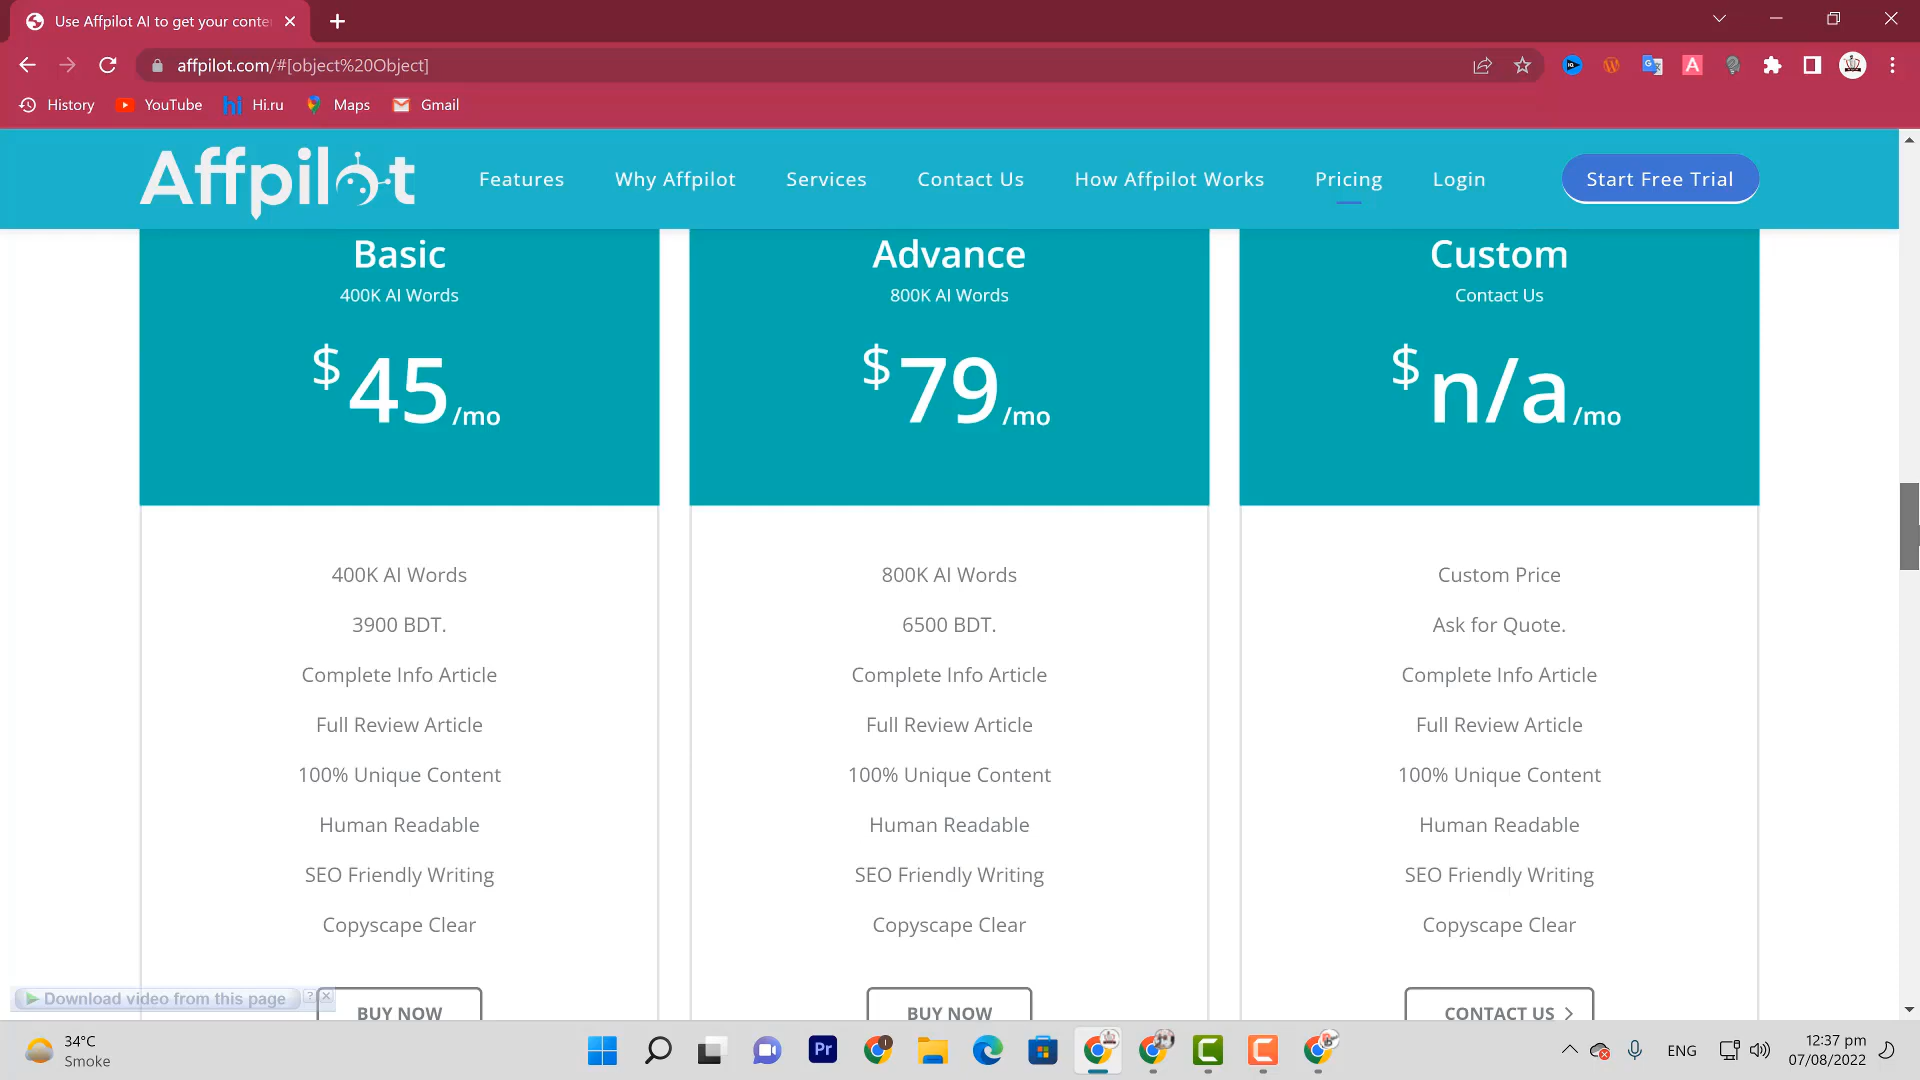 Use Affpilot AI to get your conte
affpilot.com/#[object%20Object]
History
YouTube
Hi.ru
Maps
Gmail
Affpilot
Features
Why Affpilot
Services
Contact Us
How Affpilot Works
Pricing
Login
Start Free Trial
Basic
400K AI Words
$45/mo
Advance
800K AI Words
$79/mo
Custom
Contact Us
$n/a/mo
400K AI Words
3900 BDT.
Complete Info Article
Full Review Article
100% Unique Content
Human Readable
SEO Friendly Writing
Copyscape Clear
BUY NOW
800K AI Words
6500 BDT.
Complete Info Article
Full Review Article
100% Unique Content
Human Readable
SEO Friendly Writing
Copyscape Clear
BUY NOW
Custom Price
Ask for Quote.
Complete Info Article
Full Review Article
100% Unique Content
Human Readable
SEO Friendly Writing
Copyscape Clear
CONTACT US
Download video from this page
34°C
Smoke
Pr
ENG
12:37 pm
07/08/2022